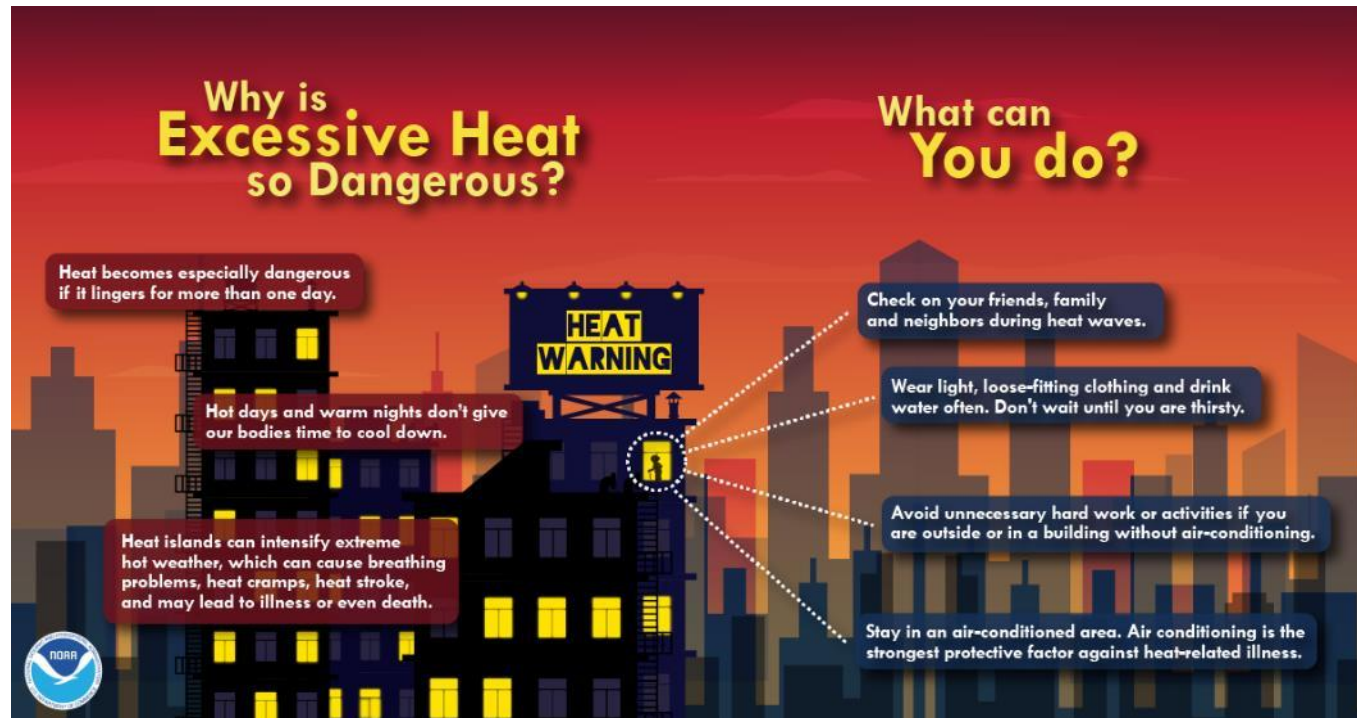 Why is
Excessive Heat
so Dangerous?
Heat becomes especially dangerous
if it lingers for more than one day.
Hot days and warm nights don't give
our bodies time to cool down.
Heat islands can intensify extreme
hot weather, which can cause breathing
problems, heat cramps, heat stroke,
and may lead to illness or even death.
HEAT
WARNING
What can
You do?
Check on your friends, family
and neighbors during heat waves.
Wear light, loose-fitting clothing and drink
water often. Don't wait until you are thirsty.
Avoid unnecessary hard work or activities if you
are outside or in a building without air-conditioning.
Stay in an air-conditioned area. Air conditioning is the
strongest protective factor against heat-related illness.
NOAA